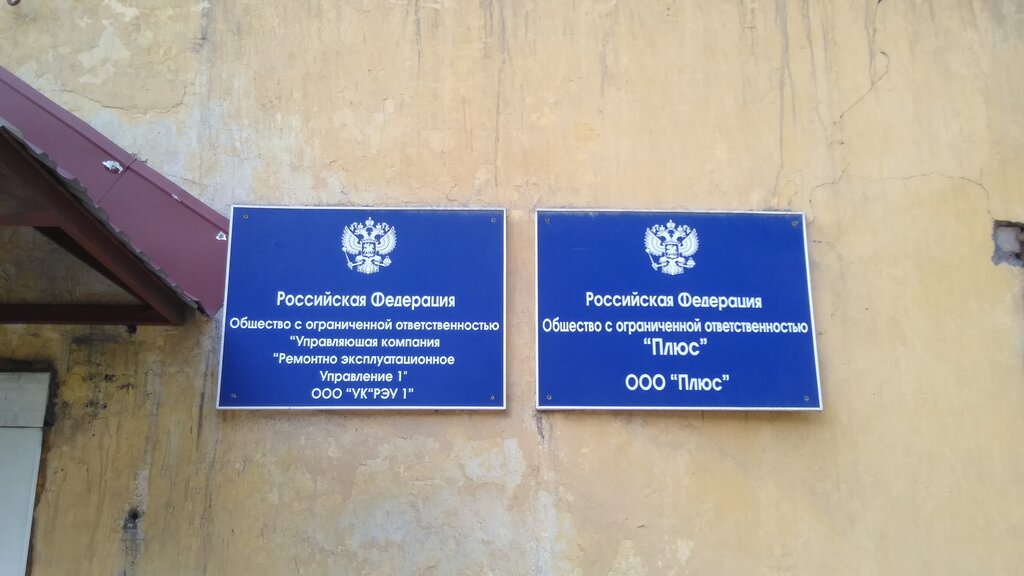 Российская Федерация
Общество с ограниченной ответственностью
“Управляющая компания
“Ремонтно эксплуатационное
Управление 1"
ООО “УК“РЭУ 1”
Российская Федерация
Общество с ограниченной ответственностью
“Плюс”
ООО “Плюс”